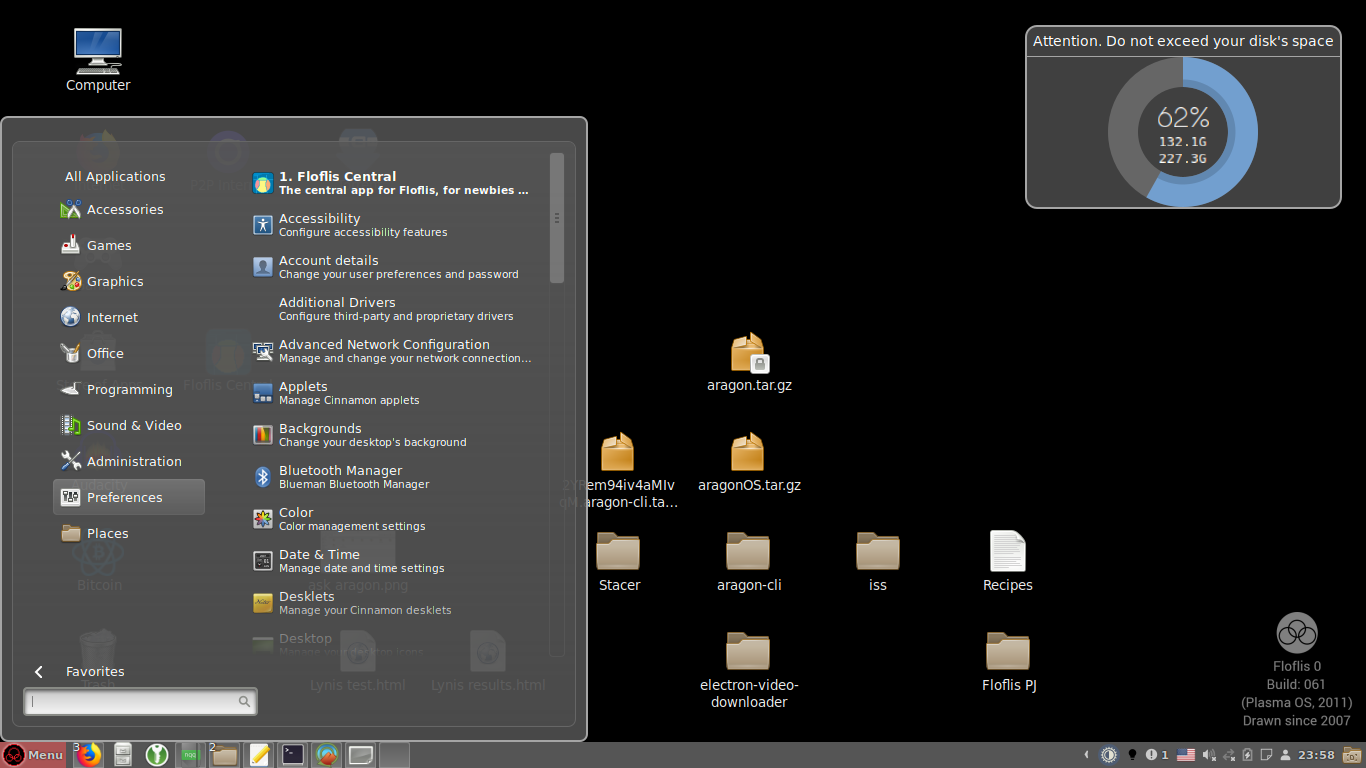 Computer
Attention. Do not exceed your disk's space
62%
132.1G
227.3G
All Applications
Accessories
Games
Graphics
Internet
Office
Programming
Sound & Video
Administration
Preferences
Places
1. Floflis Central
The central app for Floflis, for newbies ...
Accessibility
Configure accessibility features
Account details
Change your user preferences and password
Additional Drivers
Configure third-party and proprietary drivers
Advanced Network Configuration
Manage and change your network connection...
Applets
Manage Cinnamon applets
Backgrounds
Change your desktop's background
Bluetooth Manager
Blueman Bluetooth Manager
Color
Color management settings
Date & Time
Manage date and time settings
Desklets
Manage your Cinnamon desklets
Desktop
Manage your desktop icons
Floflis Cen
Bitcoin
ask aragon.png
Trash
Lynis test.html
Lynis results.html
Favorites
aragon.tar.gz
em94iv4aMIv
aragon-cli.ta...
aragonOS.tar.gz
Stacer
aragon-cli
iss
Recipes
electron-video-
downloader
Floflis PJ
Floflis 0
Build: 061
(Plasma OS, 2011)
Drawn since 2007
Menu
3
2
1
23:58